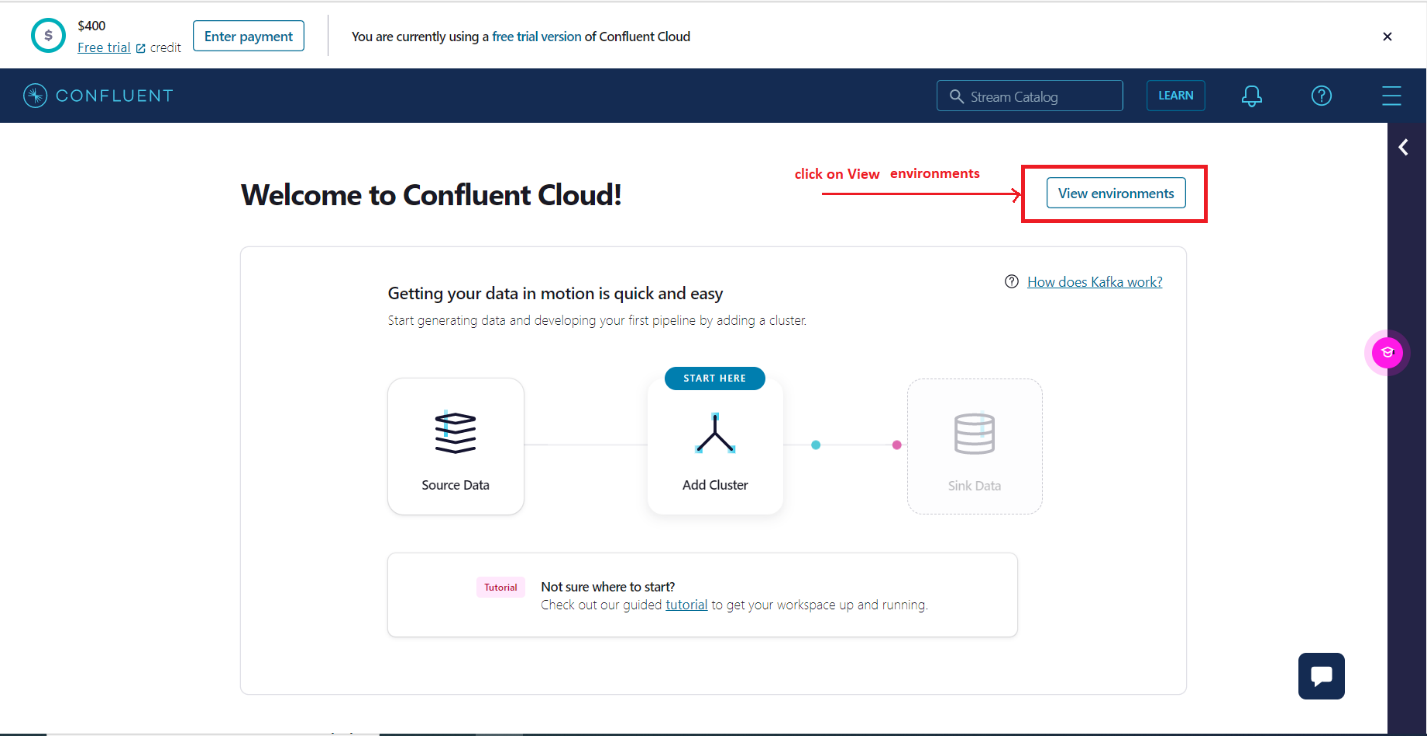 $400
Free trial credit
Enter payment
You are currently using a free trial version of Confluent Cloud
CONFLUENT
Stream Catalog
LEARN
click on View environments
Welcome to Confluent Cloud!
View environments
How does Kafka work?
Getting your data in motion is quick and easy
Start generating data and developing your first pipeline by adding a cluster.
START HERE
Source Data
Add Cluster
Sink Data
Tutorial
Not sure where to start?
Check out our guided tutorial to get your workspace up and running.